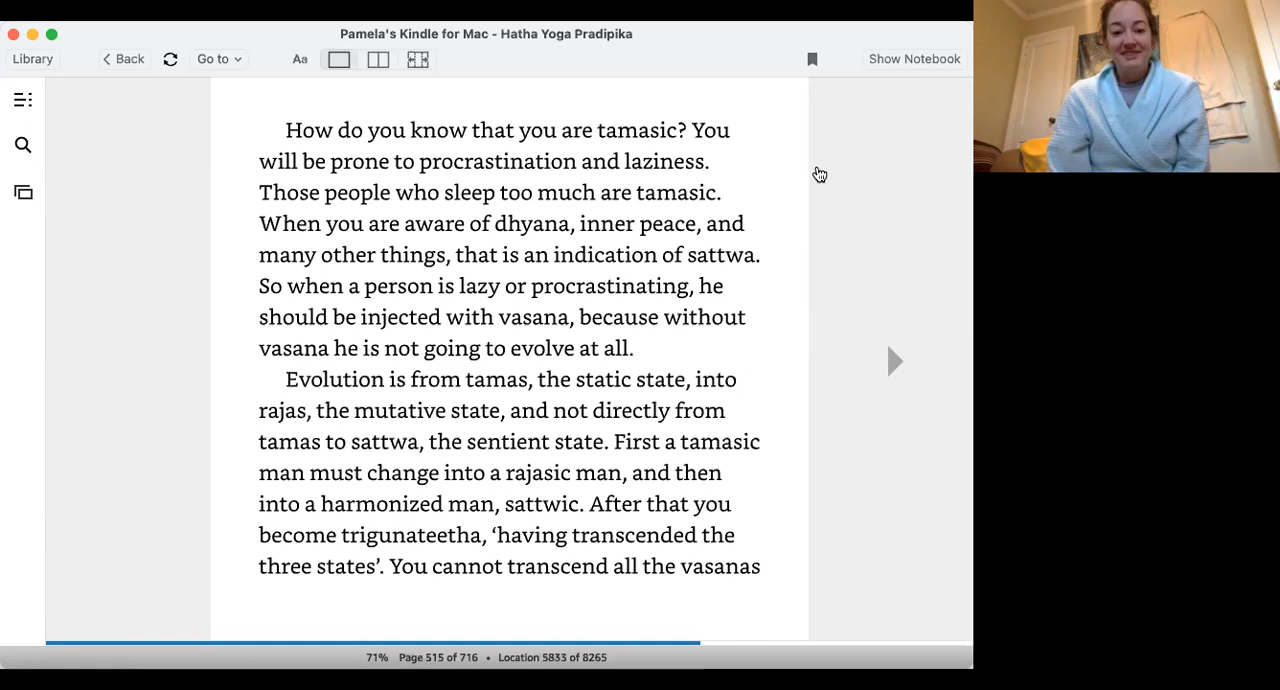 Pamela's Kindle for Mac - Hatha Yoga Pradipika
Library
Back
Go to
Aa
Show Notebook
How do you know that you are tamasic? You
will be prone to procrastination and laziness.
Those people who sleep too much are tamasic.
When you are aware of dhyana, inner peace, and
many other things, that is an indication of sattwa.
So when a person is lazy or procrastinating, he
should be injected with vasana, because without
vasana he is not going to evolve at all.
Evolution is from tamas, the static state, into
rajas, the mutative state, and not directly from
tamas to sattwa, the sentient state. First a tamasic
man must change into a rajasic man, and then
into a harmonized man, sattwic. After that you
become trigunateetha, ‘having transcended the
three states’. You cannot transcend all the vasanas
71% Page 515 of 716 • Location 5833 of 8265